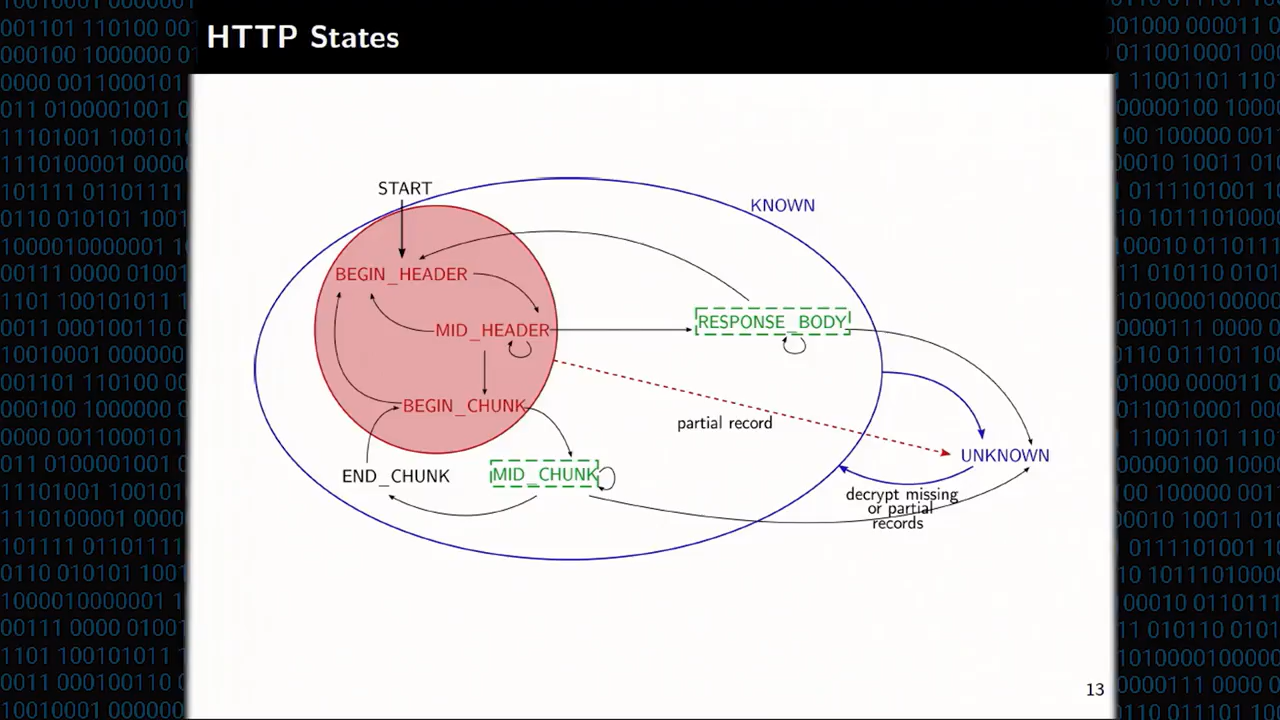 HTTP States
START
KNOWN
BEGIN_HEADER
MID_HEADER
RESPONSE_BODY
BEGIN_CHUNK
partial record
UNKNOWN
END_CHUNK
MID_CHUNK
decrypt missing
or partial
records
13